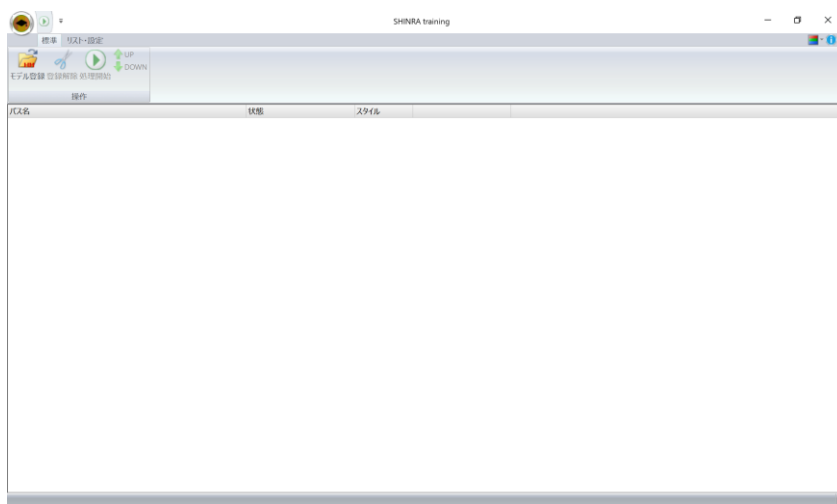 SHINRA training
標準 リスト・設定
UP
DOWN
モデル登録 登録解除 処理開始
操作
パス名 状態 スタイル